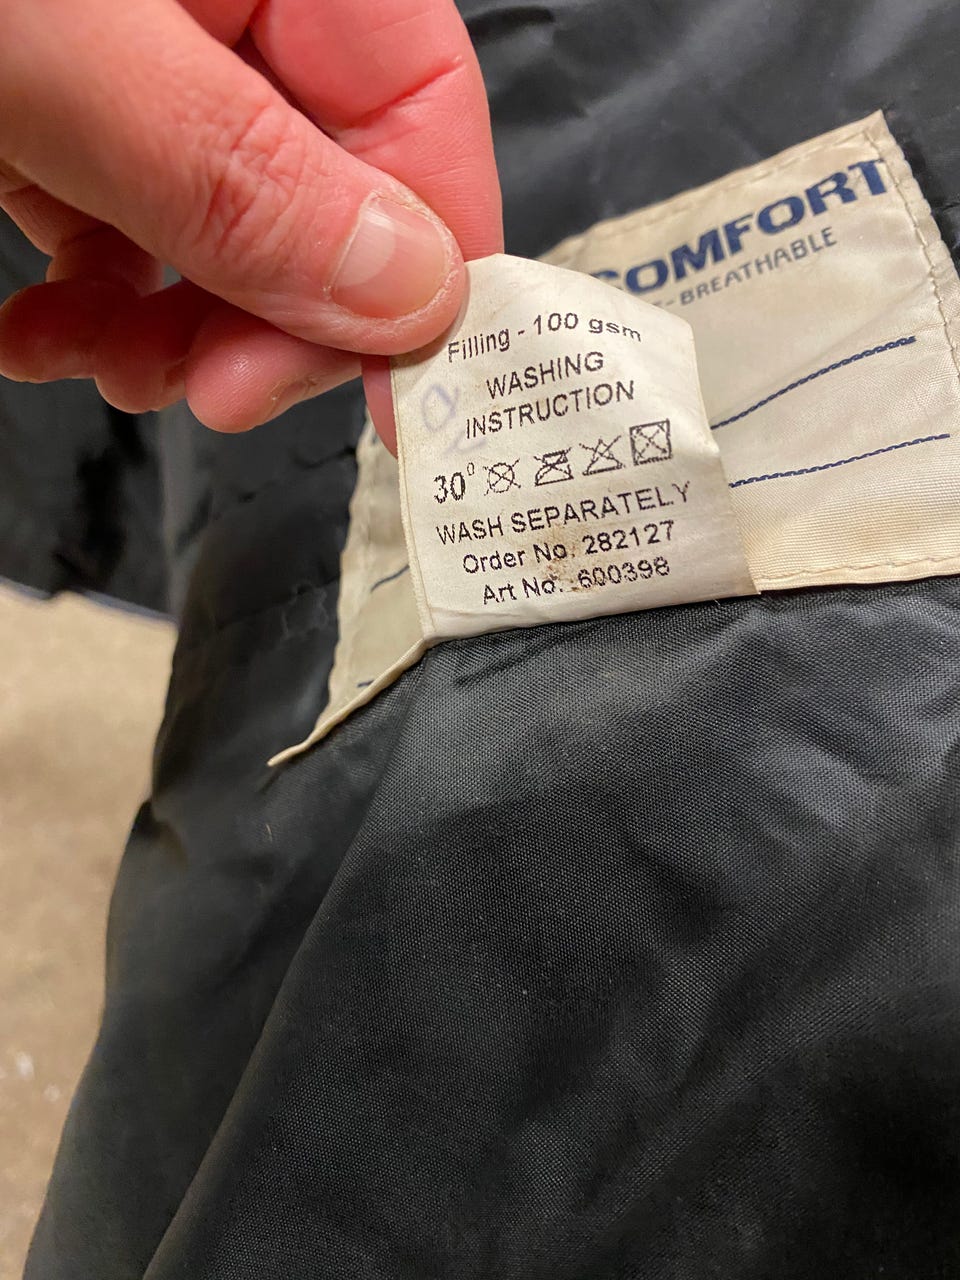 COMFORT
-BREATHABLE
Filling - 100 gsm
WASHING
INSTRUCTION
30°
WASH SEPARATELY
Order No. 282127
Art No. 600398